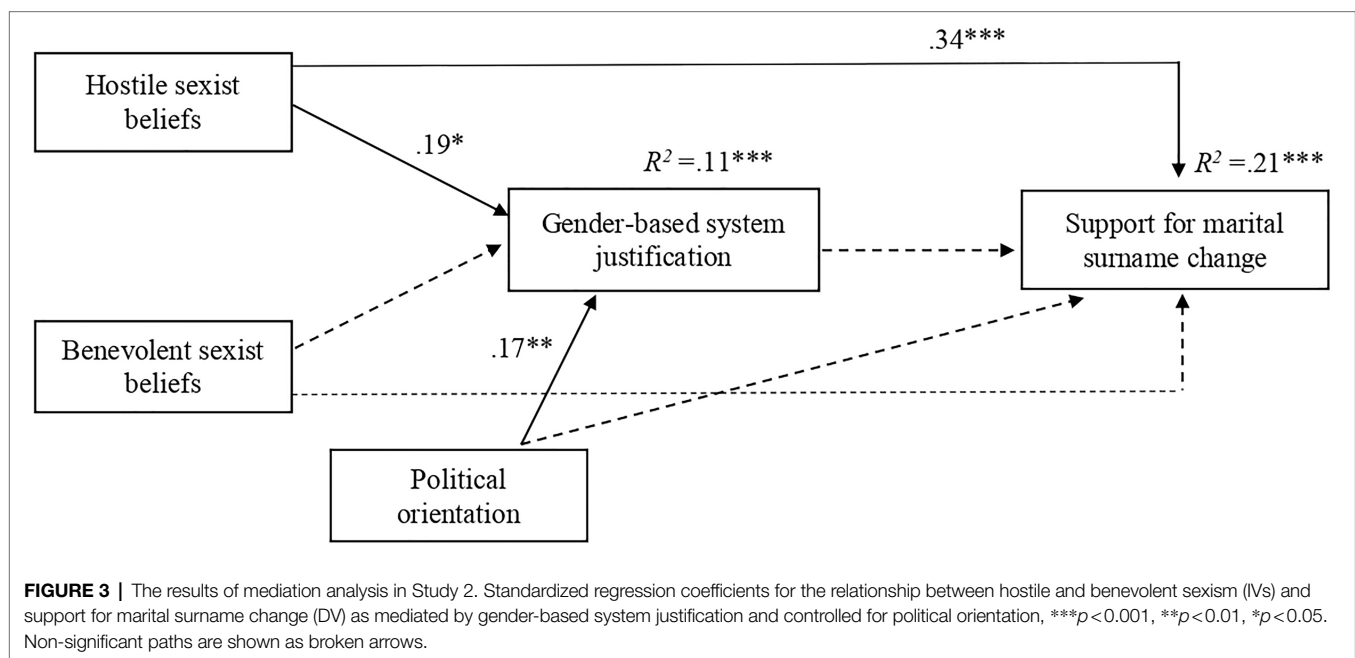 .34***
Hostile sexist
beliefs
.19*
R² =.11***
R² =.21***
Gender-based system
justification
Support for marital
surname change
Benevolent sexist
beliefs
.17**
Political
orientation
FIGURE 3 | The results of mediation analysis in Study 2. Standardized regression coefficients for the relationship between hostile and benevolent sexism (IVs) and
support for marital surname change (DV) as mediated by gender-based system justification and controlled for political orientation, ***p<0.001, **p<0.01, *p<0.05.
Non-significant paths are shown as broken arrows.